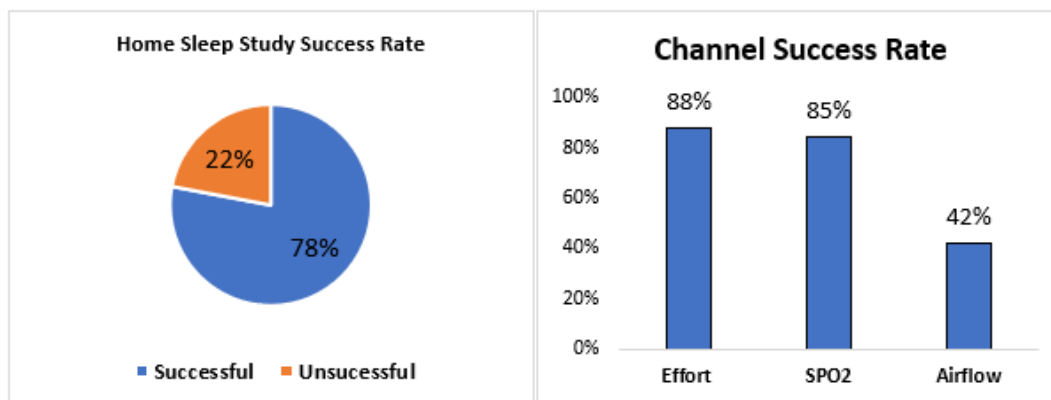 Home Sleep Study Success Rate
22%
78%
Successful Unsucessful
Channel Success Rate
100%
80%
60%
40%
20%
0%
88%
85%
42%
Effort SPO2 Airflow